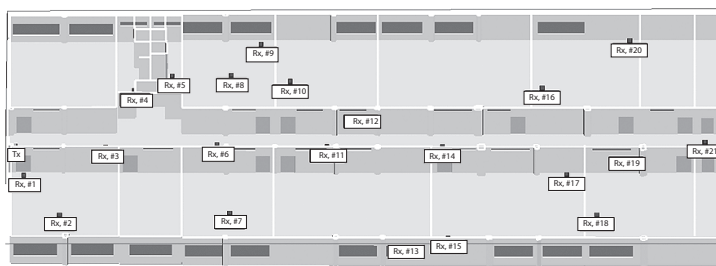 Rx, #20
Rx, #9
Rx, #5
Rx, #8
Rx, #10
Rx, #4
Rx, #16
Rx, #12
Tx
Rx, #3
Rx, #6
Rx, #11
Rx, #14
Rx, #19
Rx, #21
Rx, #1
Rx, #17
Rx, #2
Rx, #7
Rx, #18
Rx, #13
Rx, #15